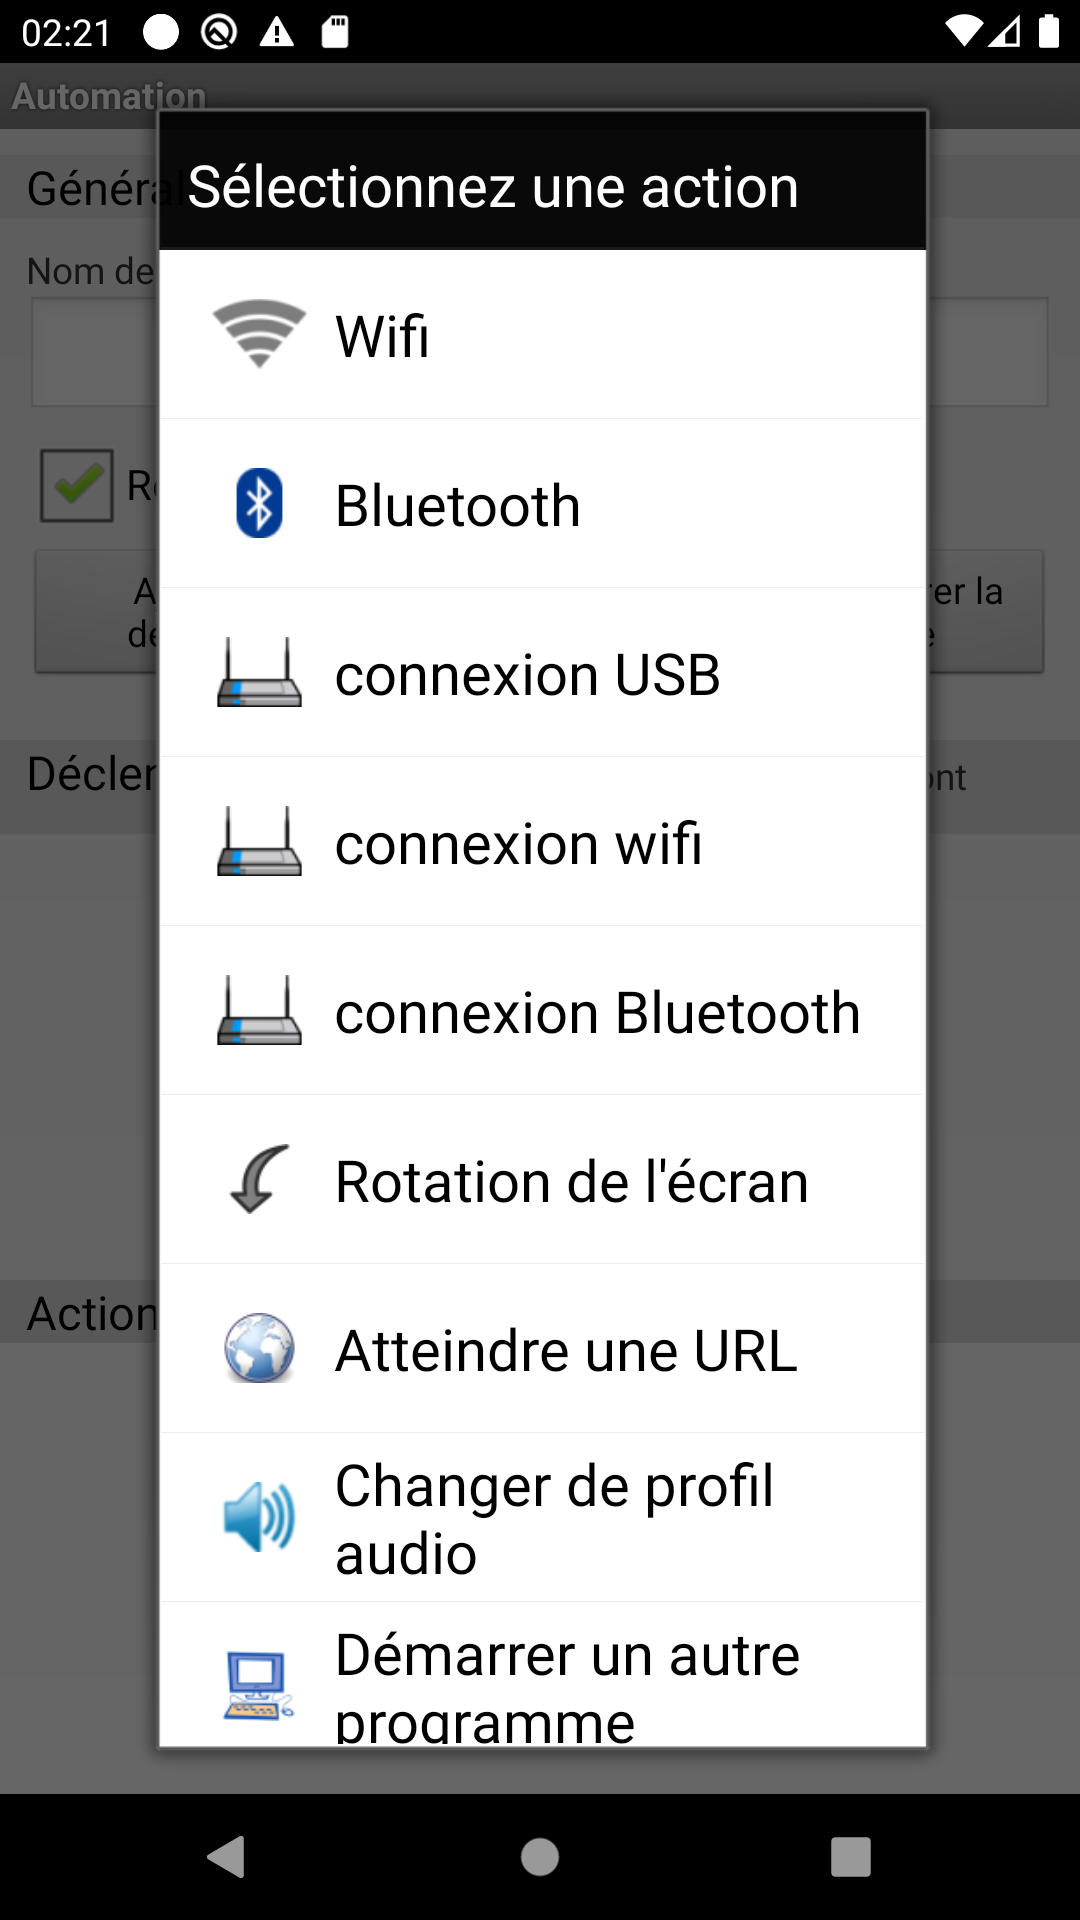 02:21
Automation
Sélectionnez une action
Généra
Nom de
Wifi
Bluetooth
connexion USB
A
er la
de
connexion wifi
Décler
ont
connexion Bluetooth
Rotation de l'écran
Action
Atteindre une URL
Changer de profil
audio
Démarrer un autre
programme